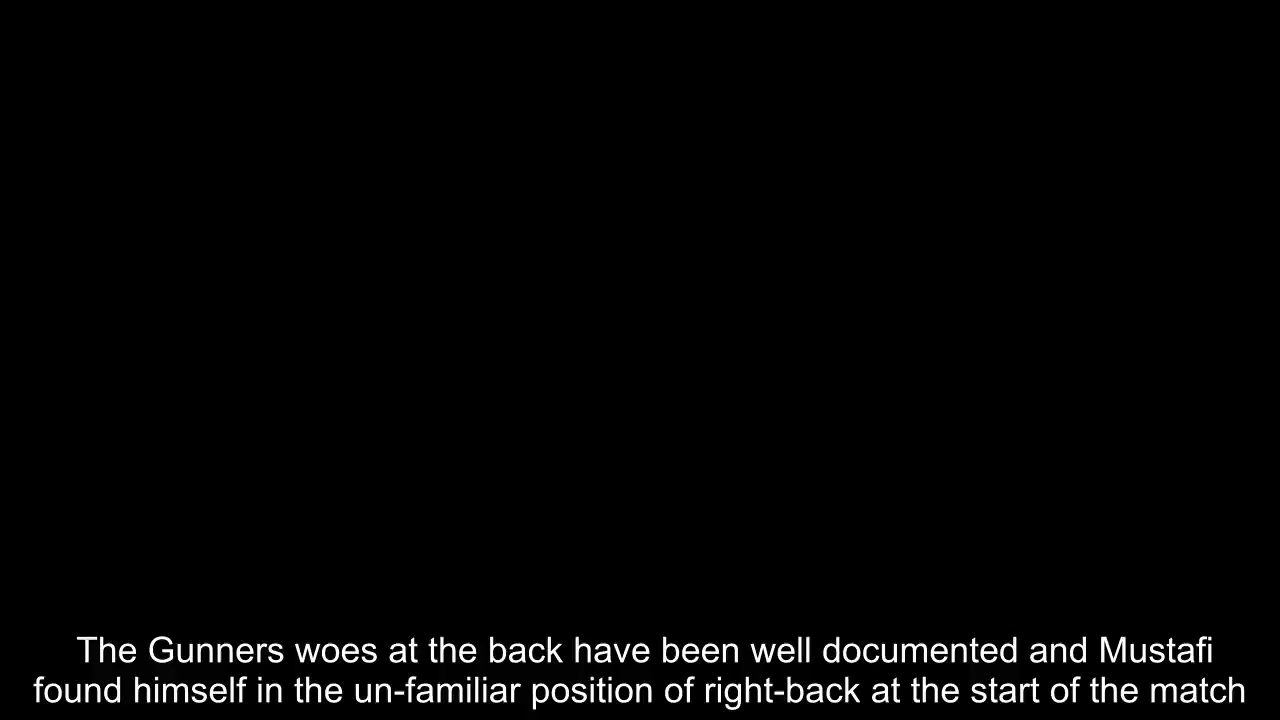 The Gunners woes at the back have been well documented and Mustafi
found himself in the un-familiar position of right-back at the start of the match